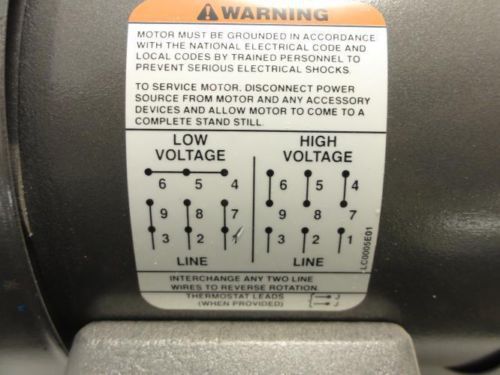 WARNING
MOTOR MUST BE GROUNDED IN ACCORDANCE
WITH THE NATIONAL ELECTRICAL CODE AND
LOCAL CODES BY TRAINED PERSONNEL TO
PREVENT SERIOUS ELECTRICAL SHOCKS.
TO SERVICE MOTOR, DISCONNECT POWER
SOURCE FROM MOTOR AND ANY ACCESSORY
DEVICES AND ALLOW MOTOR TO COME TO A
COMPLETE STAND STILL.
LOW
VOLTAGE
6 5 4
9 8 7
3 2 1
LINE
HIGH
VOLTAGE
6 5 4
9 8 7
3 2 1
LINE
LC0005E01
INTERCHANGE ANY TWO LINE
WIRES TO REVERSE ROTATION.
THERMOSTAT LEADS J
(WHEN PROVIDED) J